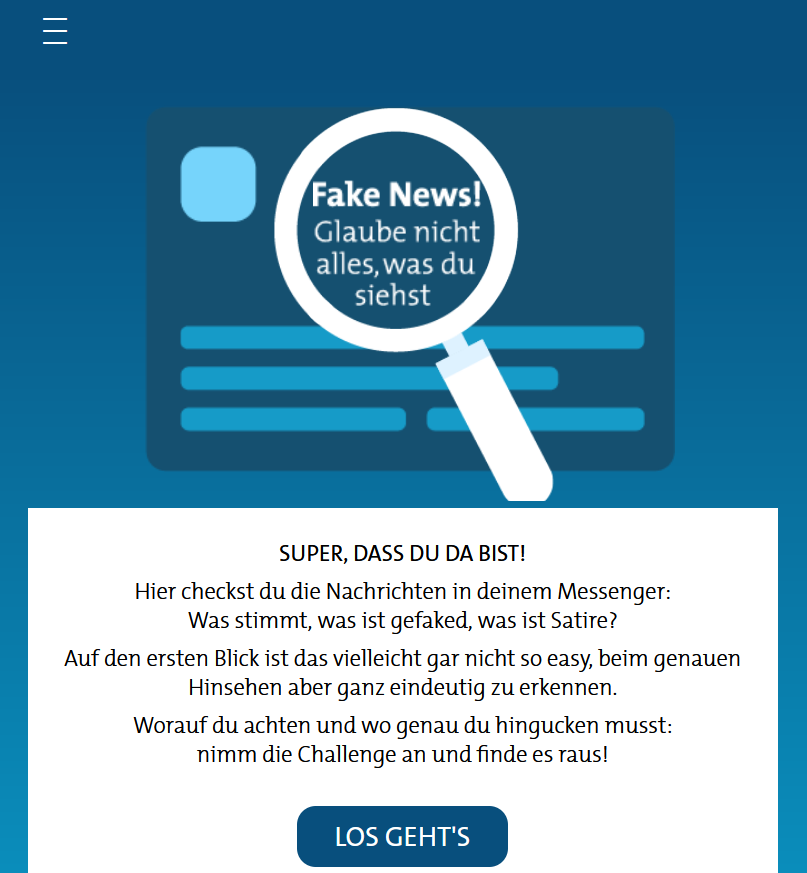 Fake News!
Glaube nicht
alles, was du
siehst
SUPER, DASS DU DA BIST!
Hier checkst du die Nachrichten in deinem Messenger:
Was stimmt, was ist gefaked, was ist Satire?
Auf den ersten Blick ist das vielleicht gar nicht so easy, beim genauen
Hinsehen aber ganz eindeutig zu erkennen.
Worauf du achten und wo genau du hingucken musst:
nimm die Challenge an und finde es raus!
LOS GEHT'S